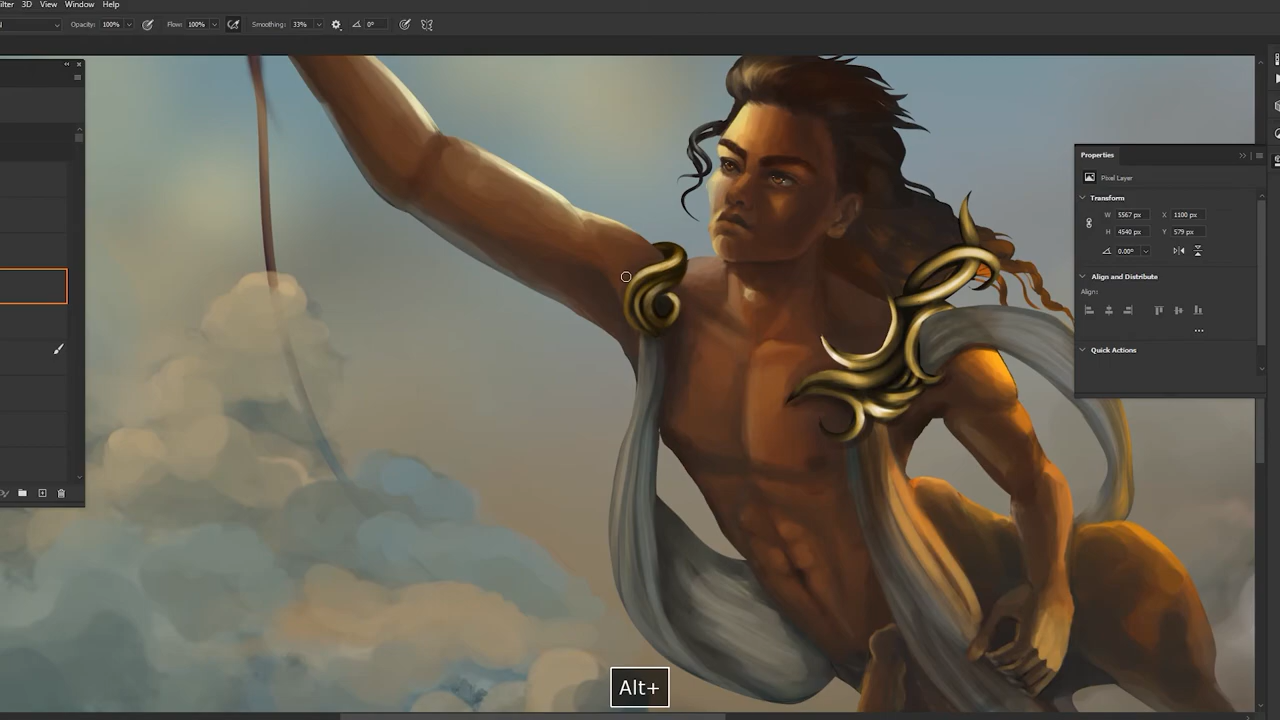 ilter 3D View Window Help
Opacity: 100% Flow: 100% Smoothing: 33% 0°
Properties
Pixel Layer
Transform
W 5567 px X 1100 px
H 4540 px Y 579 px
0.00°
Align and Distribute
Align:
Quick Actions
Alt+